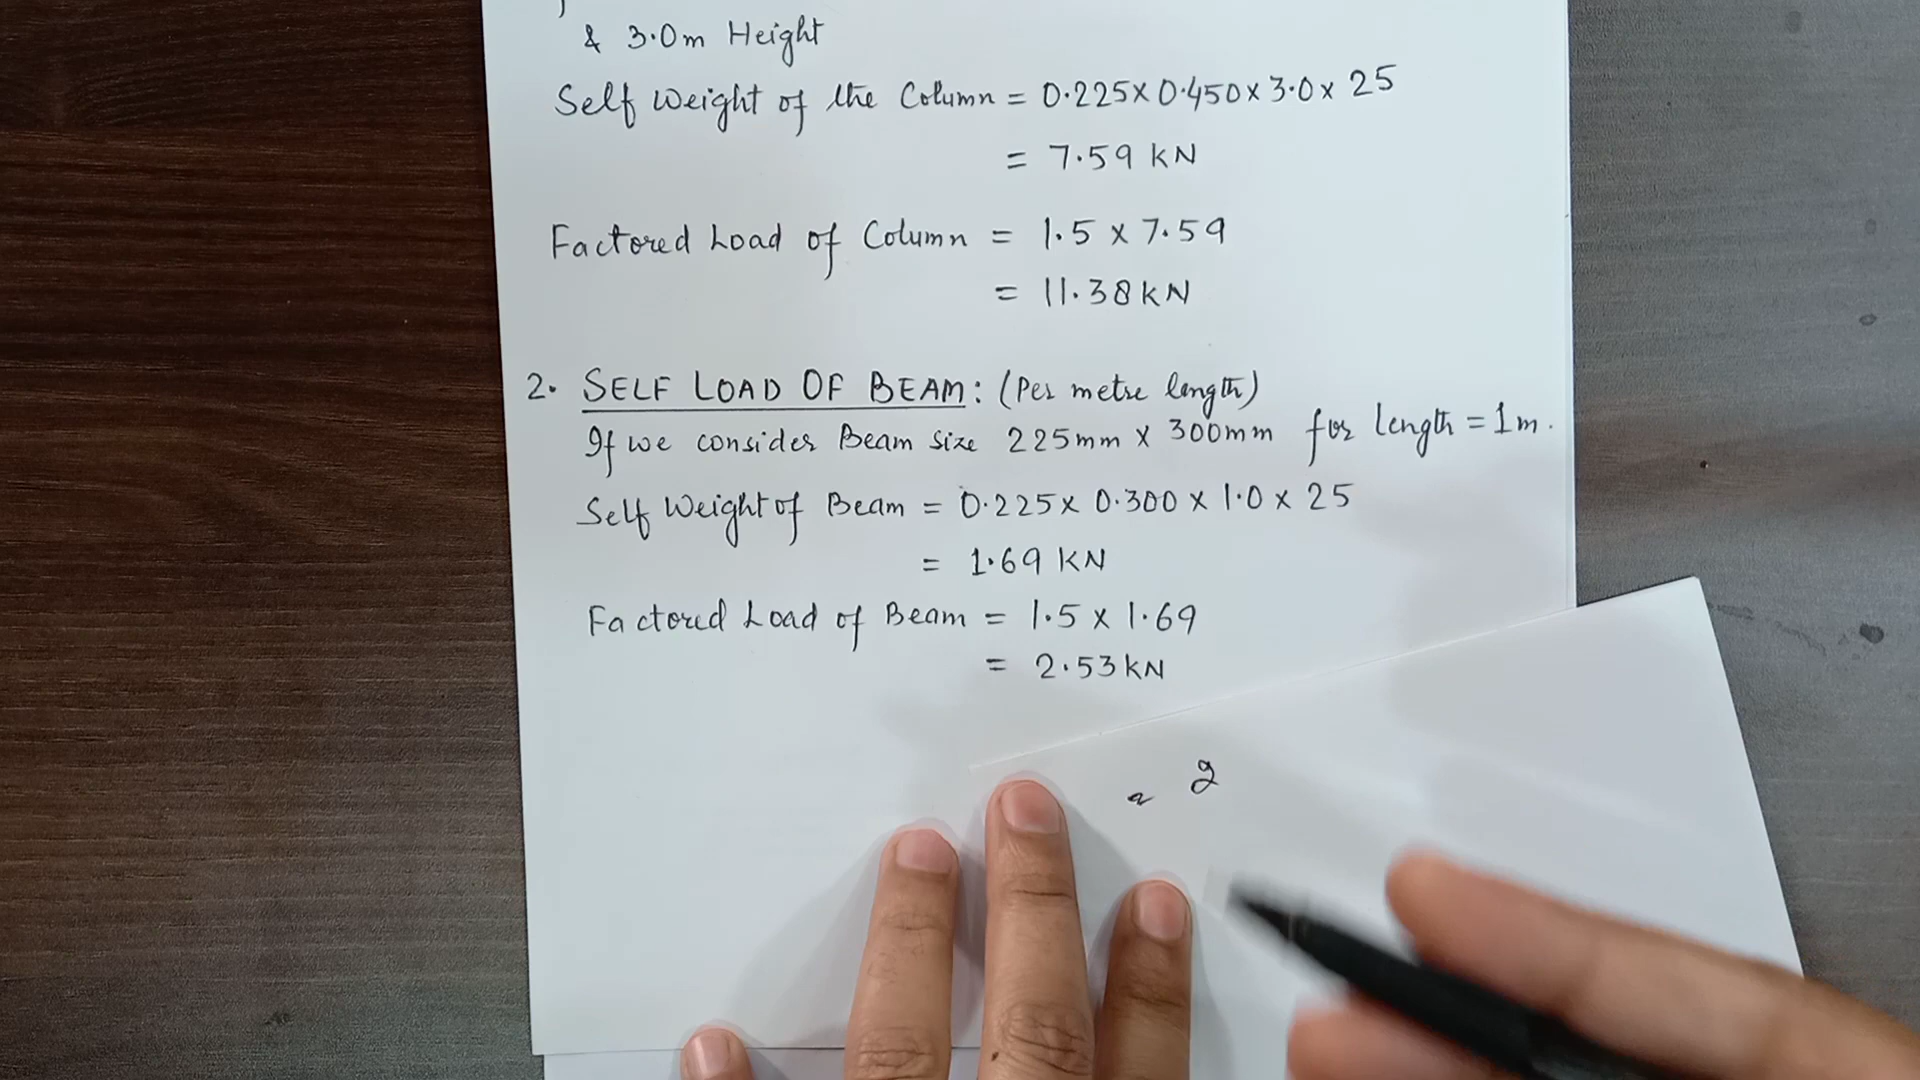 & 3.0m Height
Self Weight of the Column = 0.225 x 0.450 x 3.0 x 25
= 7.59 KN
Factored Load of Column = 1.5 x 7.59
= 11.38 KN
2. SELF LOAD OF BEAM: (Per metre length)
If we consider Beam size 225mm x 300mm for length = 1m.
Self Weight of Beam = 0.225 x 0.300 x 1.0 x 25
= 1.69 KN
Factored Load of Beam = 1.5 x 1.69
= 2.53 KN